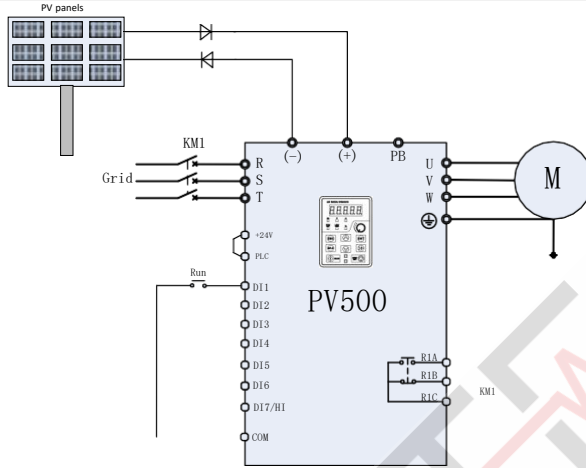 PV panels
KM1
(-)
(+)
PB
R
U
Grid
S
V
M
T
W
+24V
PLC
Run
DI1
PV500
DI2
DI3
DI4
R1A
DI5
R1B
DI6
KM1
R1C
DI7/HI
COM